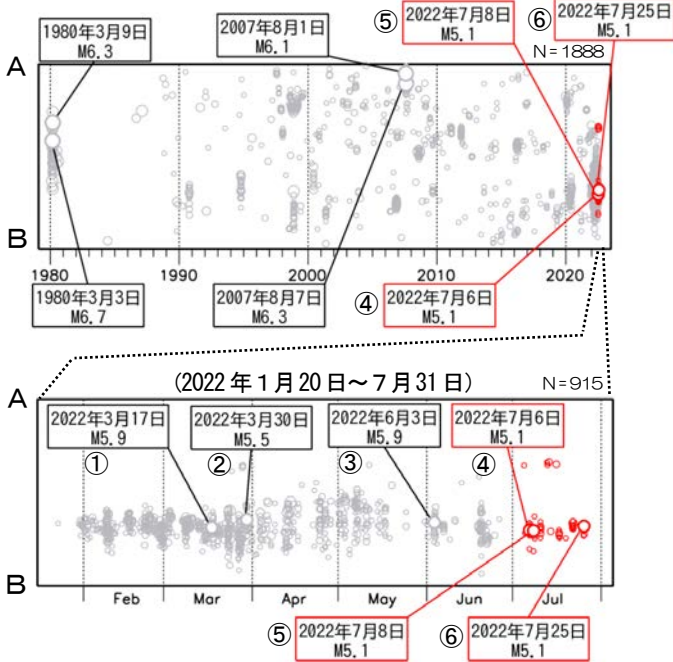 1980年3月9日
M6.3
2007年8月1日
M6.1
⑤
2022年7月8日
M5.1
⑥
2022年7月25日
M5.1
N=1888
A
B
1980
1990
2000
2010
2020
1980年3月3日
M6.7
2007年8月7日
M6.3
④
2022年7月6日
M5.1
(2022年1月20日～7月31日)
N=915
A
2022年3月17日
M5.9
①
2022年3月30日
M5.5
②
2022年6月3日
M5.9
③
2022年7月6日
M5.1
④
B
Feb
Mar
Apr
May
Jun
Jul
⑤
2022年7月8日
M5.1
⑥
2022年7月25日
M5.1